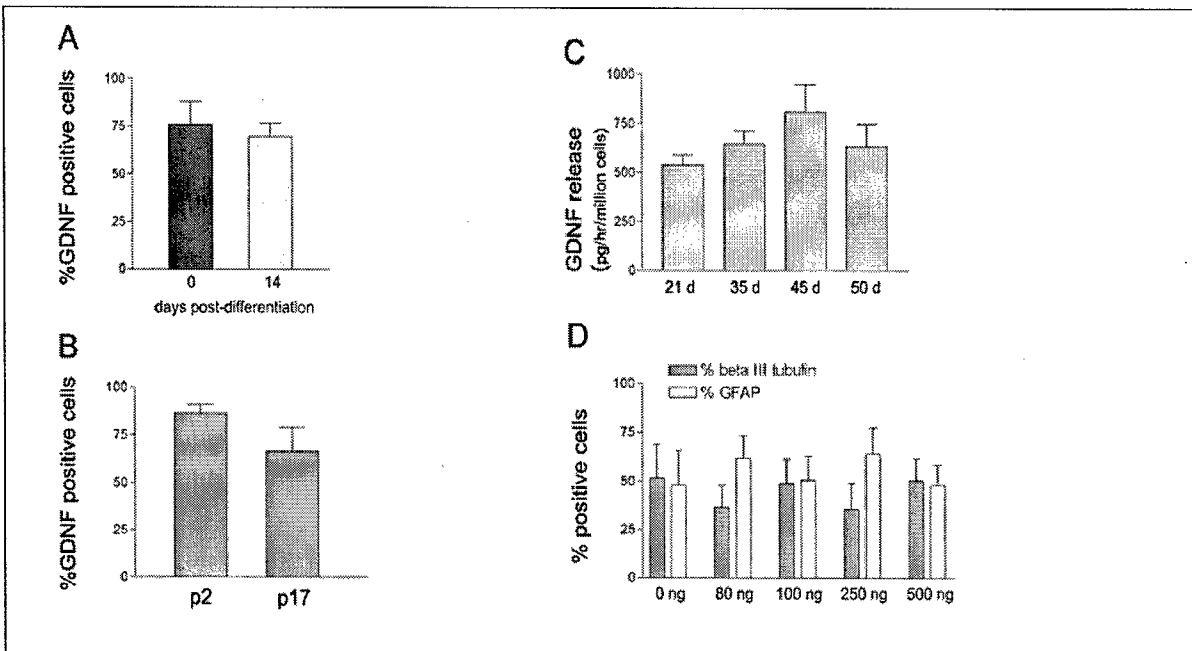 A
%GDNF positive cells
100
75
50
25
0
0 14
days post-differentiation
B
%GDNF positive cells
100
75
50
25
0
p2 p17
C
GDNF release
(pg/hr/million cells)
1000
750
500
250
0
21 d 35 d 45 d 50 d
D
% beta III tubulin
% GFAP
% positive cells
100
75
50
25
0
0 ng 80 ng 100 ng 250 ng 500 ng